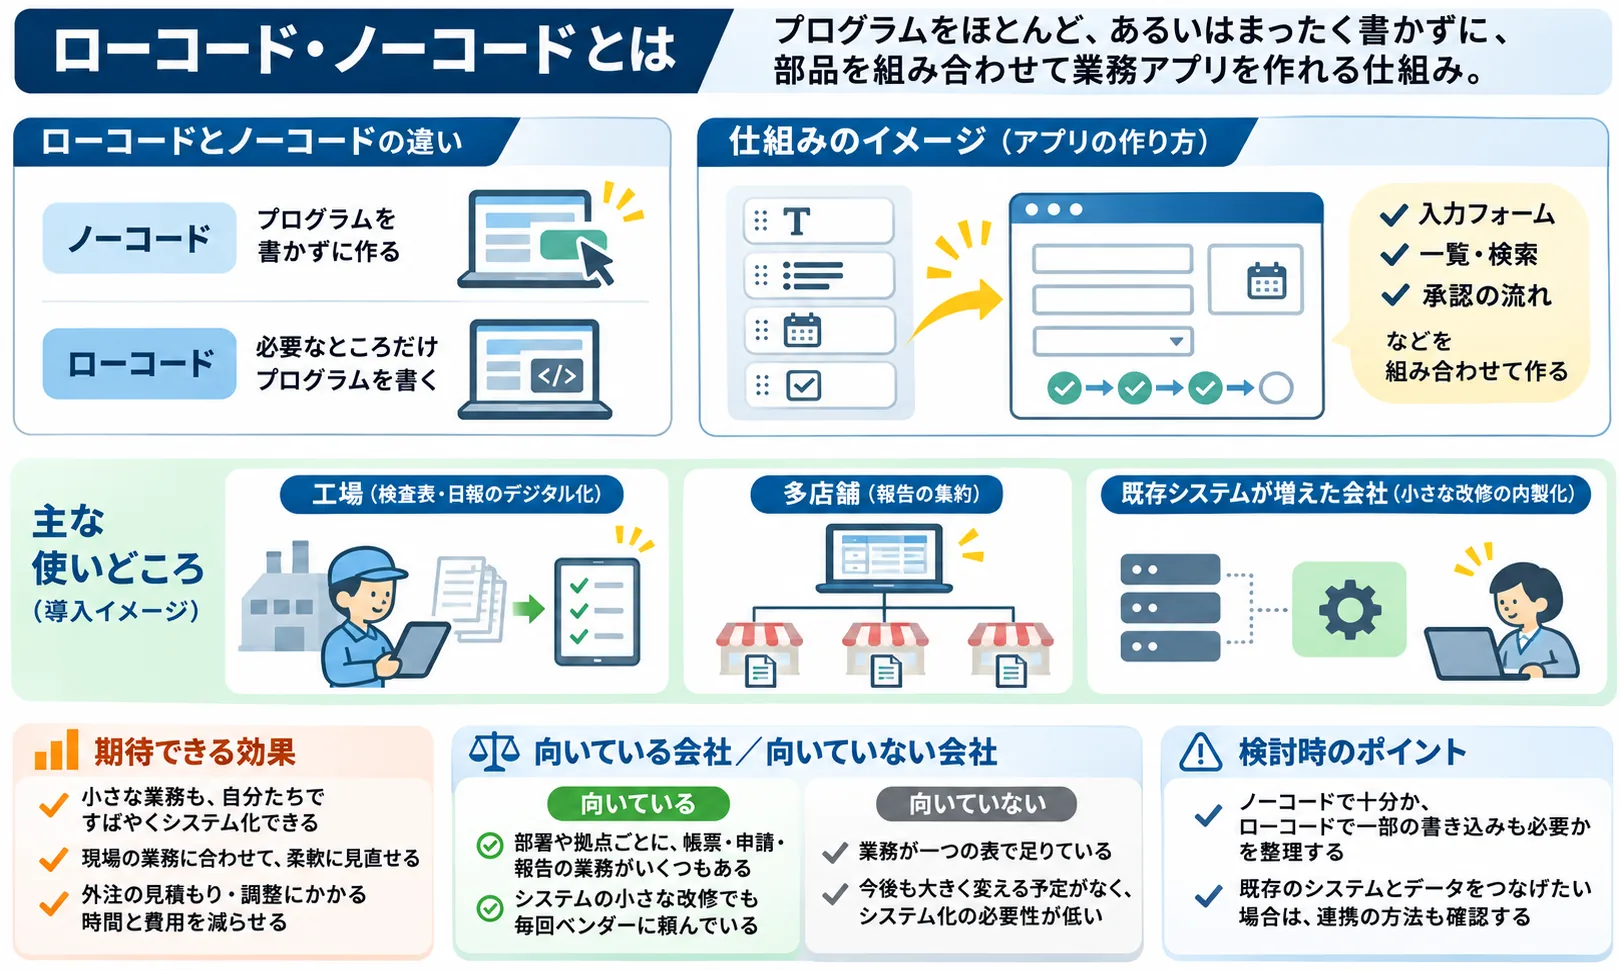 ローコード・ノーコードとは
プログラムをほとんど、あるいはまったく書かずに、
部品を組み合わせて業務アプリを作れる仕組み。
ローコードとノーコードの違い
ノーコード
プログラムを
書かずに作る
ローコード
必要なところだけ
プログラムを書く
</>
仕組みのイメージ（アプリの作り方）
T
入力フォーム
一覧・検索
承認の流れ
などを
組み合わせて作る
主な
使いどころ
（導入イメージ）
工場（検査表・日報のデジタル化）
多店舗（報告の集約）
既存システムが増えた会社（小さな改修の内製化）
期待できる効果
小さな業務も、自分たちで
すばやくシステム化できる
現場の業務に合わせて、柔軟に見直せる
外注の見積もり・調整にかかる
時間と費用を減らせる
向いている会社／向いていない会社
向いている
部署や拠点ごとに、帳票・申請・
報告の業務がいくつもある
システムの小さな改修でも
毎回ベンダーに頼んでいる
向いていない
業務が一つの表で足りている
今後も大きく変える予定がなく、
システム化の必要性が低い
検討時のポイント
ノーコードで十分か、
ローコードで一部の書き込みも必要か
を整理する
既存のシステムとデータをつなげたい
場合は、連携の方法も確認する